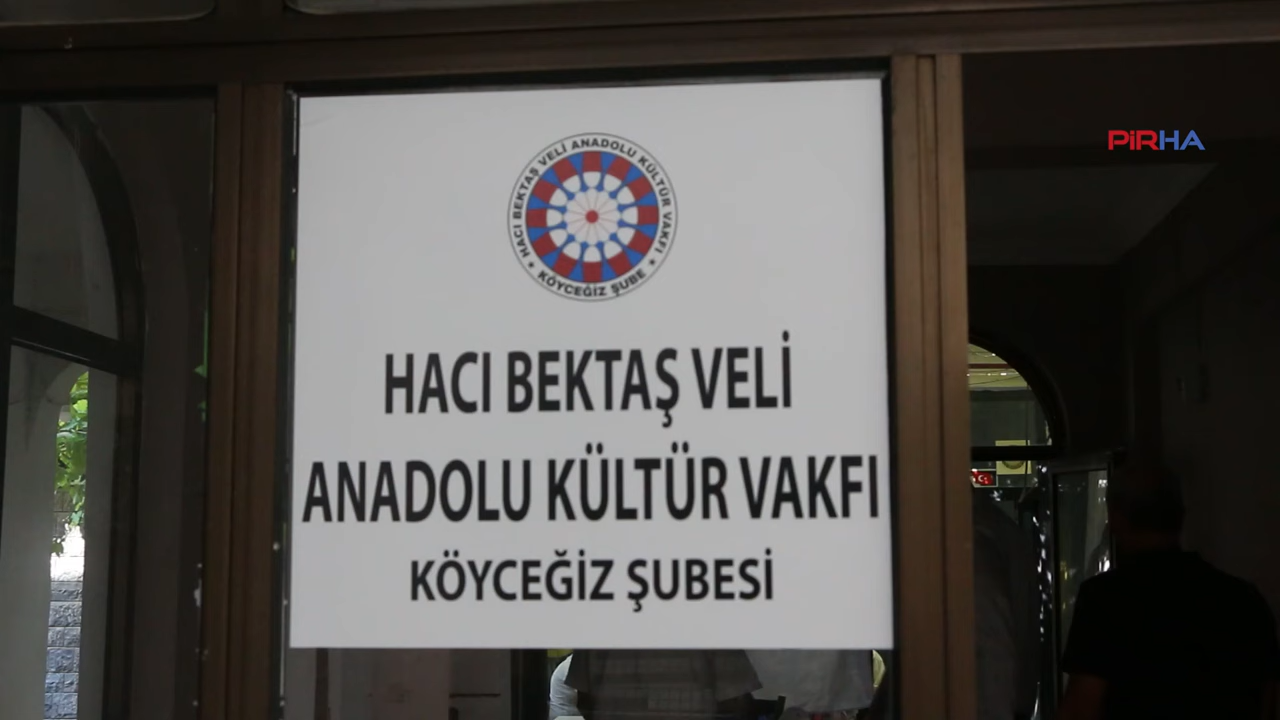 PİRHA
HACI BEKTAŞ VELİ ANADOLU KÜLTÜR VAKFI
KÖYCEĞİZ ŞUBE
HACI BEKTAŞ VELİ
ANADOLU KÜLTÜR VAKFI
KÖYCEĞİZ ŞUBESİ